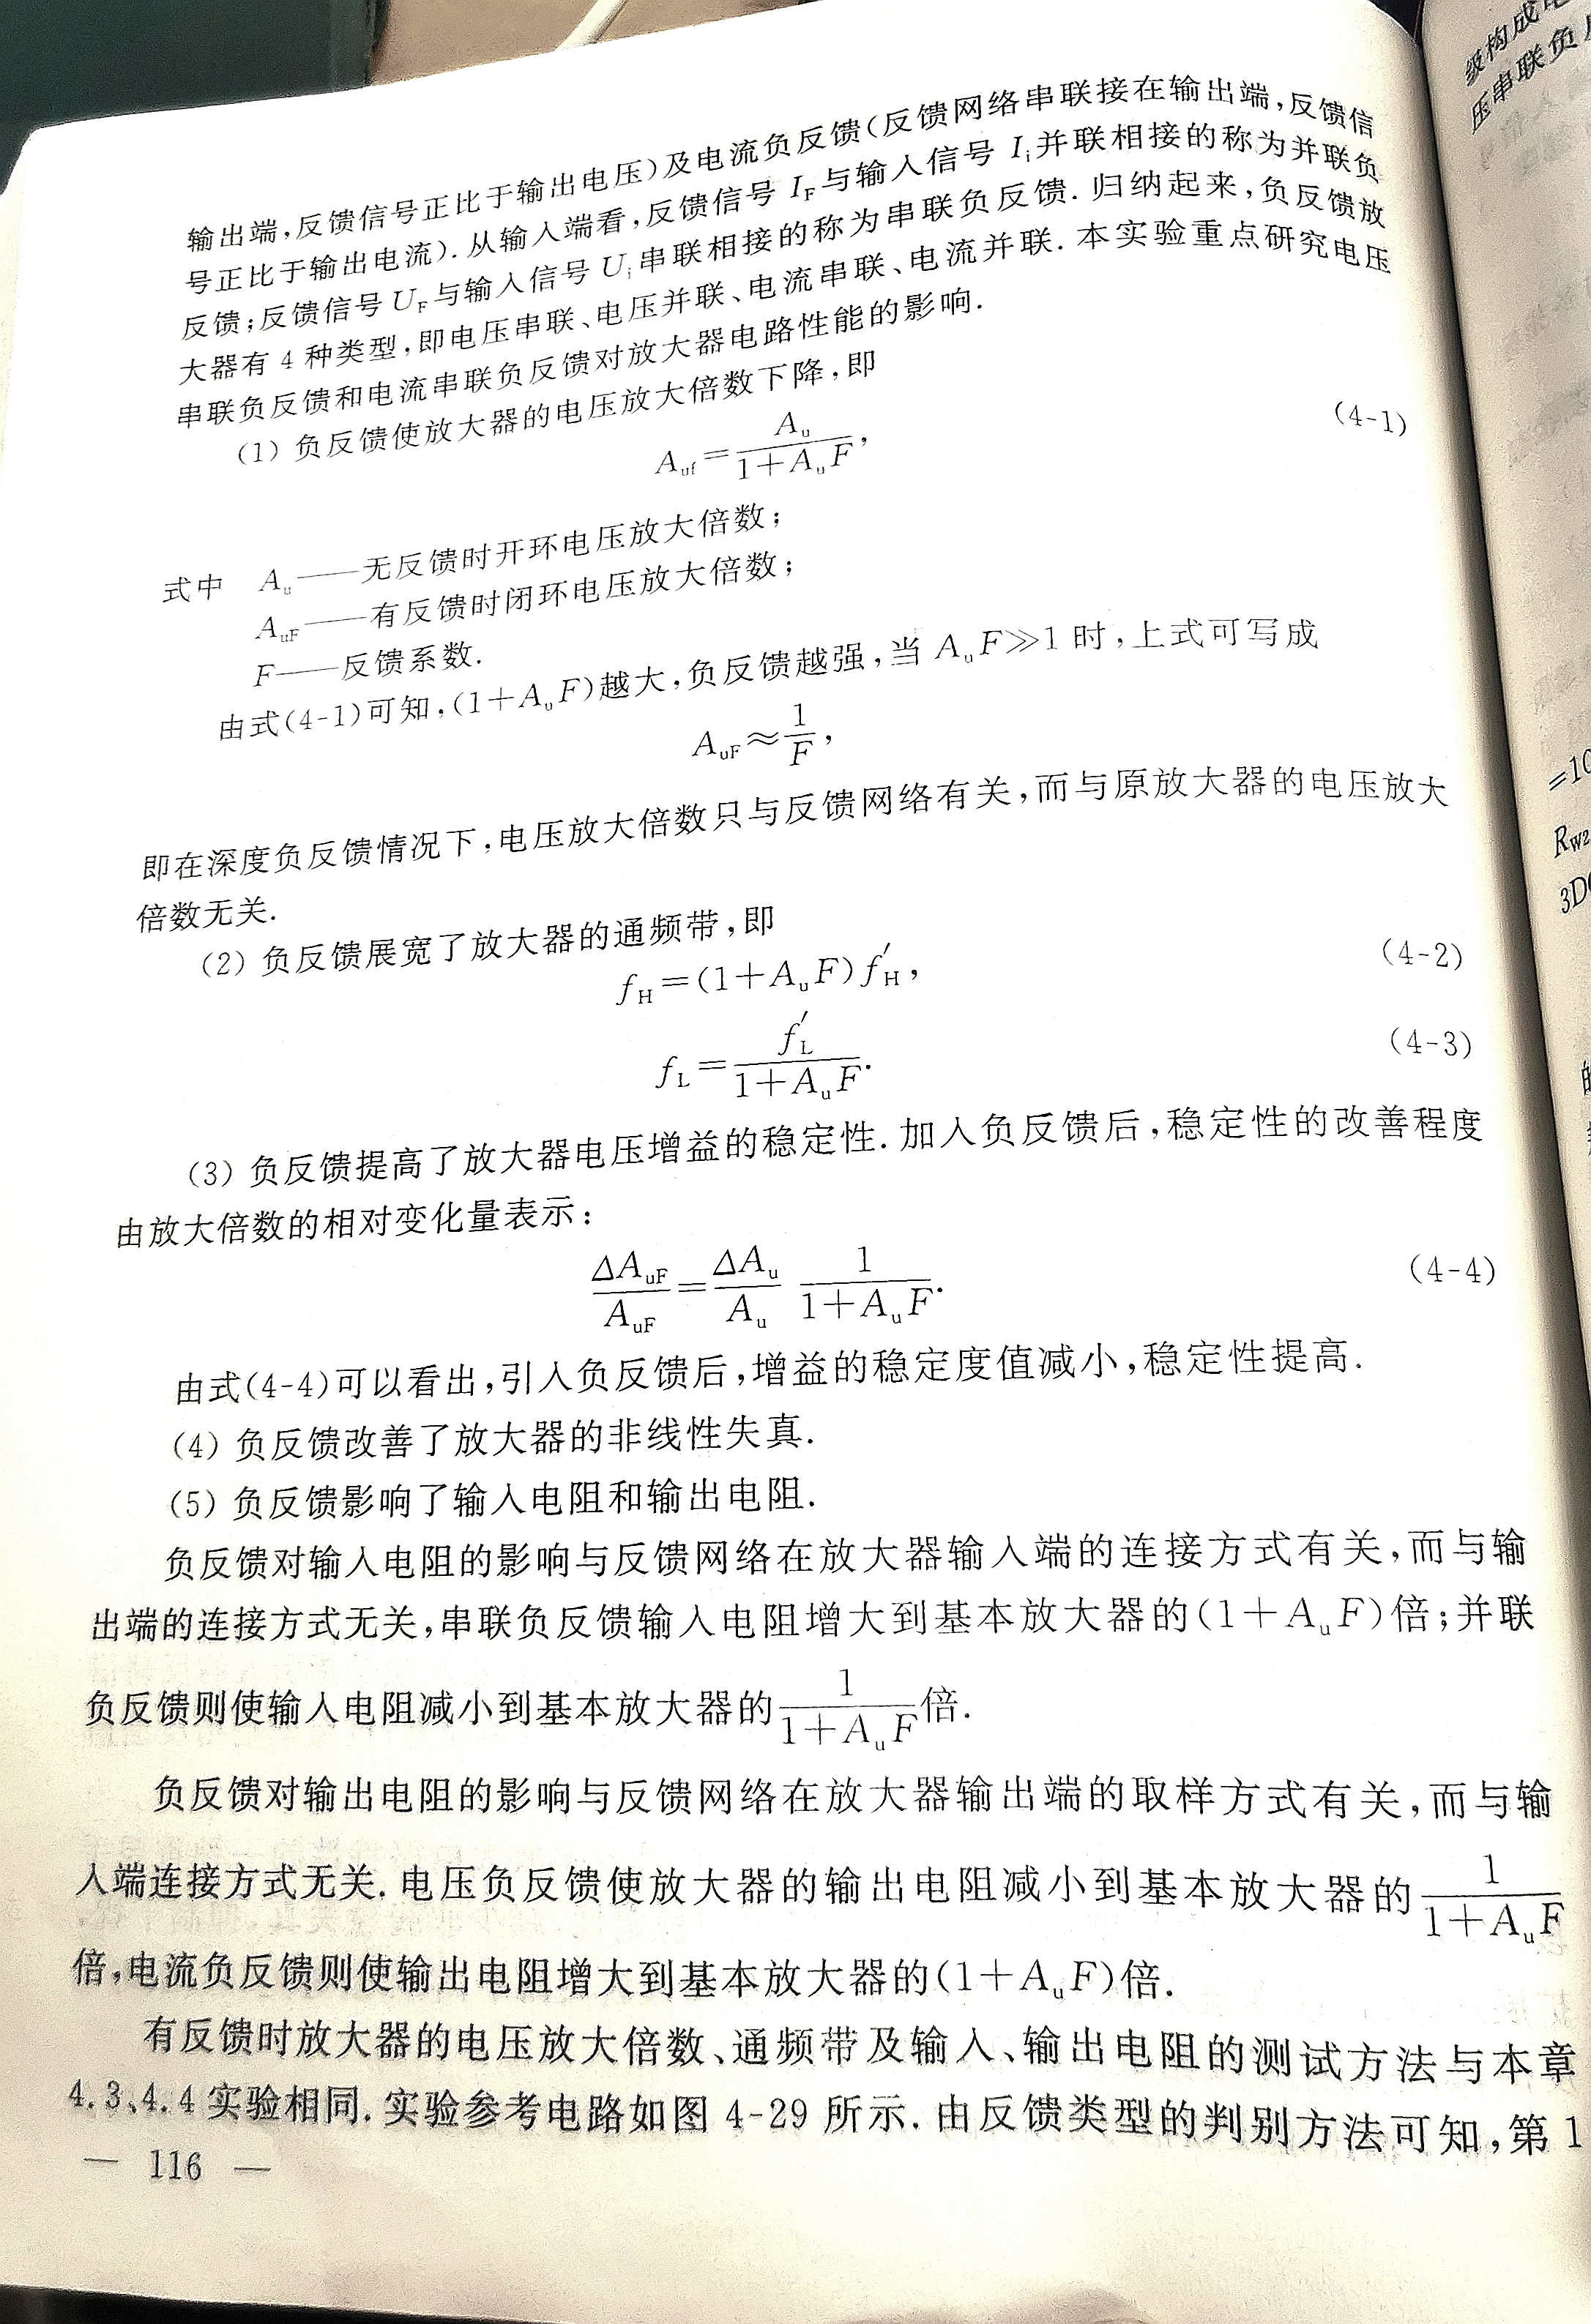 输出端,反馈信号正比于输出电压)及电流负反馈(反馈网络串联接在输出端,反馈信
号正比于输出电流).从输入端看,反馈信号 I_F 与输入信号 I_i 并联相接的称为并联负
反馈;反馈信号 U_F 与输入信号 U_i 串联相接的称为串联负反馈.归纳起来,负反馈放
大器有 4 种类型,即电压串联、电压并联、电流串联、电流并联.本实验重点研究电压
串联负反馈和电流串联负反馈对放大器电路性能的影响.
(1) 负反馈使放大器的电压放大倍数下降,即
A_uf = A_u / (1+A_u F), (4-1)
式中 A_u——无反馈时开环电压放大倍数;
A_uF——有反馈时闭环电压放大倍数;
F——反馈系数.
由式(4-1)可知,(1+A_u F)越大,负反馈越强,当 A_u F≫1 时,上式可写成
A_uF ≈ 1/F,
即在深度负反馈情况下,电压放大倍数只与反馈网络有关,而与原放大器的电压放大
倍数无关.
(2) 负反馈展宽了放大器的通频带,即
f_H = (1+A_u F) f′_H, (4-2)
f_L = f′_L / (1+A_u F). (4-3)
(3) 负反馈提高了放大器电压增益的稳定性.加入负反馈后,稳定性的改善程度
由放大倍数的相对变化量表示:
ΔA_uF / A_uF = ΔA_u / A_u 1 / (1+A_u F). (4-4)
由式(4-4)可以看出,引入负反馈后,增益的稳定度值减小,稳定性提高.
(4) 负反馈改善了放大器的非线性失真.
(5) 负反馈影响了输入电阻和输出电阻.
负反馈对输入电阻的影响与反馈网络在放大器输入端的连接方式有关,而与输
出端的连接方式无关,串联负反馈输入电阻增大到基本放大器的(1+A_u F)倍;并联
负反馈则使输入电阻减小到基本放大器的 1 / (1+A_u F) 倍.
负反馈对输出电阻的影响与反馈网络在放大器输出端的取样方式有关,而与输
入端连接方式无关.电压负反馈使放大器的输出电阻减小到基本放大器的 1 / (1+A_u F)
倍,电流负反馈则使输出电阻增大到基本放大器的(1+A_u F)倍.
有反馈时放大器的电压放大倍数、通频带及输入、输出电阻的测试方法与本章
4.3、4.4 实验相同.实验参考电路如图 4-29 所示.由反馈类型的判别方法可知,第 1
— 116 —
级构成电
压串联负
=10
R_W2
3D